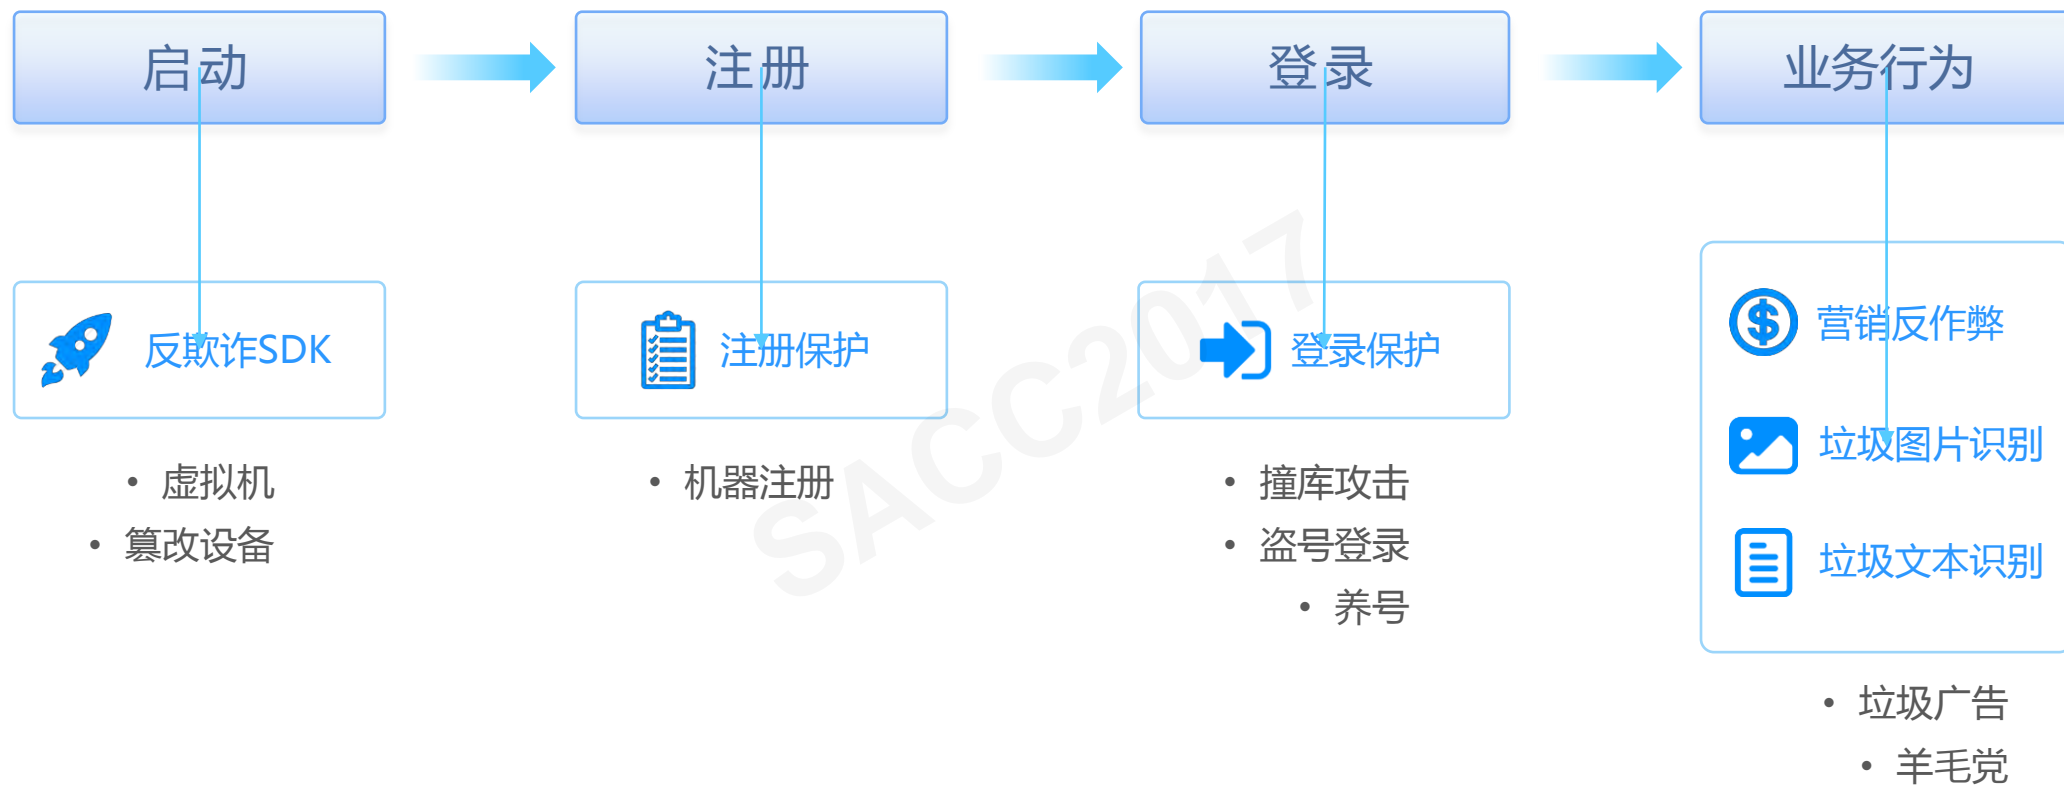 启动
注册
登录
业务行为
反欺诈SDK
注册保护
登录保护
营销反作弊
垃圾图片识别
垃圾文本识别
• 虚拟机
• 篡改设备
• 机器注册
• 撞库攻击
• 盗号登录
• 养号
• 垃圾广告
• 羊毛党
SACC2017